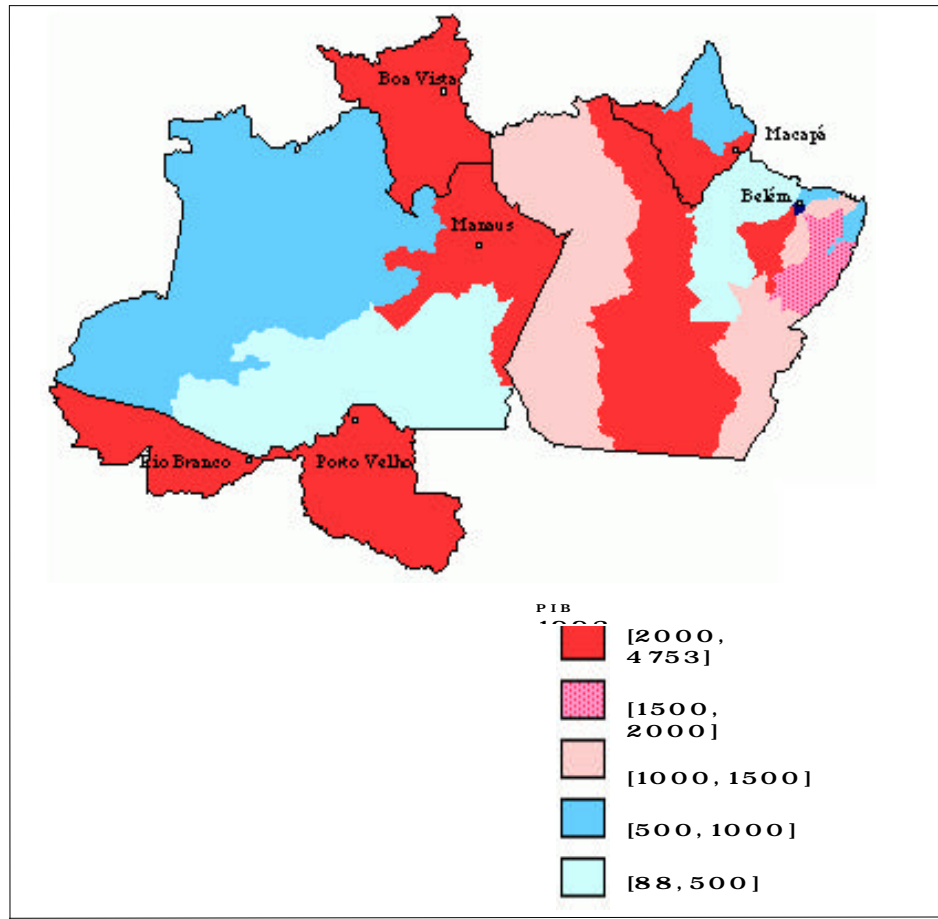 Boa Vista
Macapá
Belém
Manaus
Rio Branco
Porto Velho
PIB
[2000,
4753]
[1500,
2000]
[1000, 1500]
[500, 1000]
[88, 500]